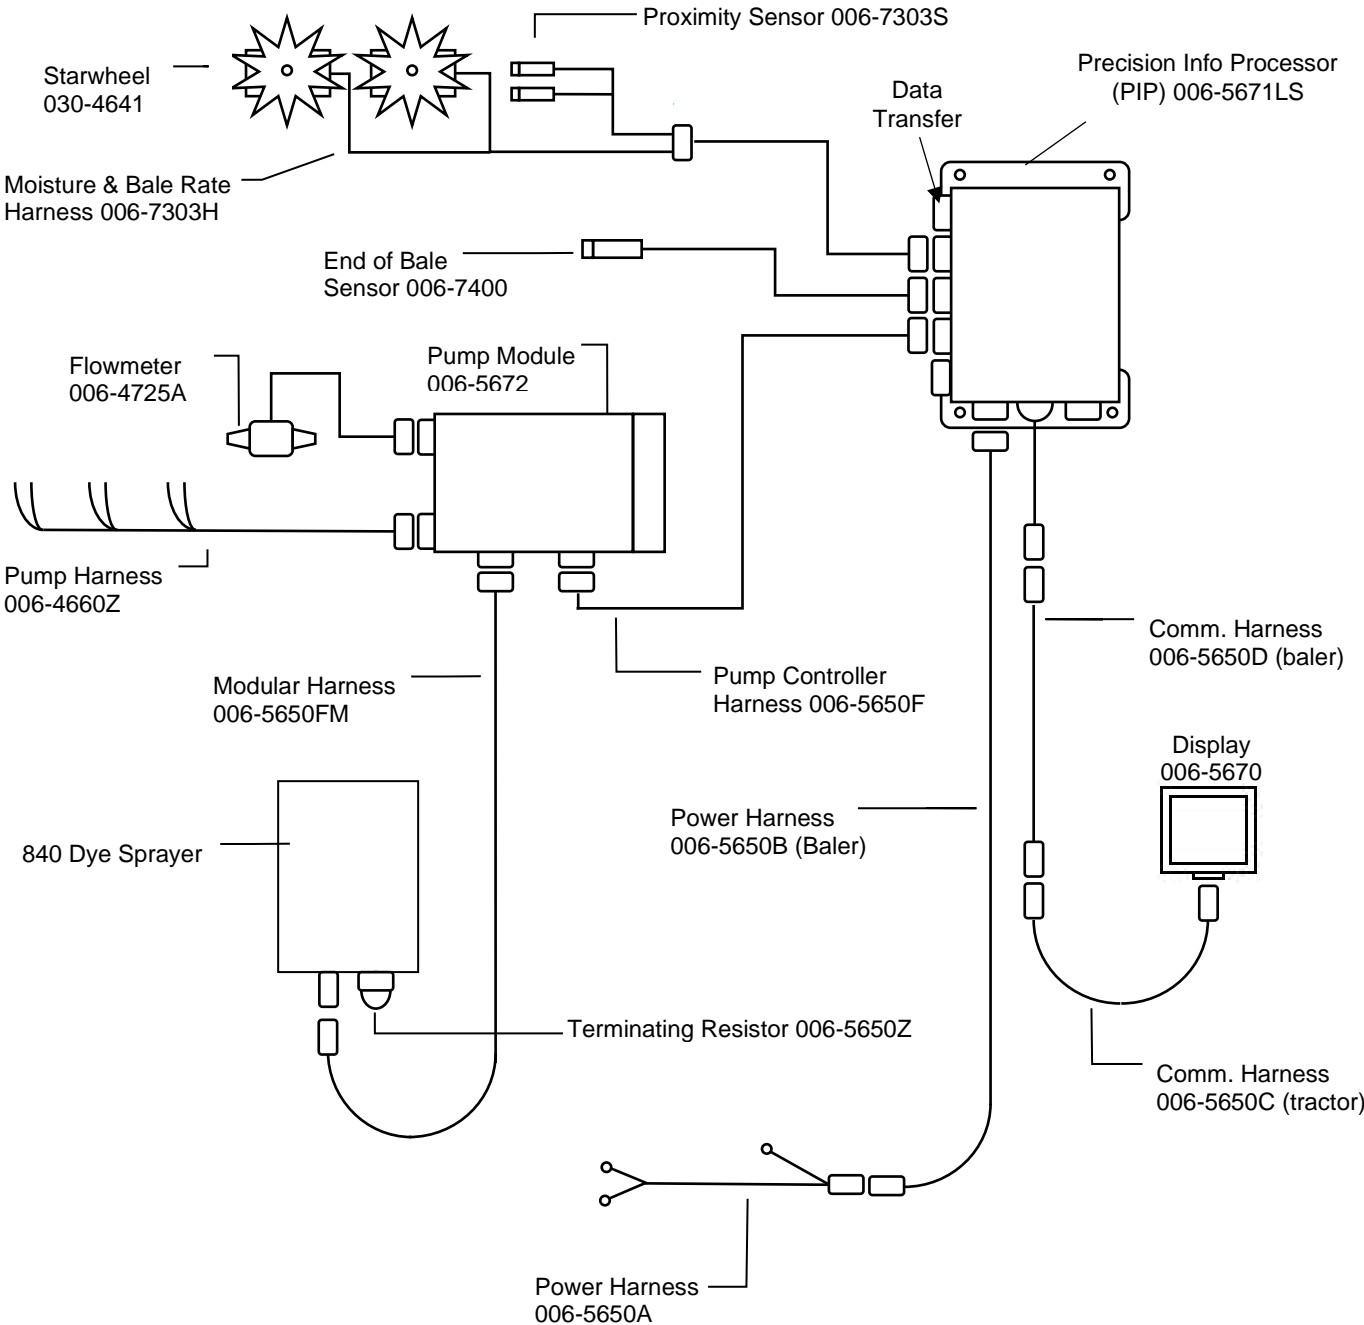 Proximity Sensor 006-7303S
Starwheel
030-4641
Data
Transfer
Precision Info Processor
(PIP) 006-5671LS
Moisture & Bale Rate
Harness 006-7303H
End of Bale
Sensor 006-7400
Flowmeter
006-4725A
Pump Module
006-5672
Pump Harness
006-4660Z
Comm. Harness
006-5650D (baler)
Modular Harness
006-5650FM
Pump Controller
Harness 006-5650F
Display
006-5670
Power Harness
006-5650B (Baler)
840 Dye Sprayer
Terminating Resistor 006-5650Z
Comm. Harness
006-5650C (tractor)
Power Harness
006-5650A